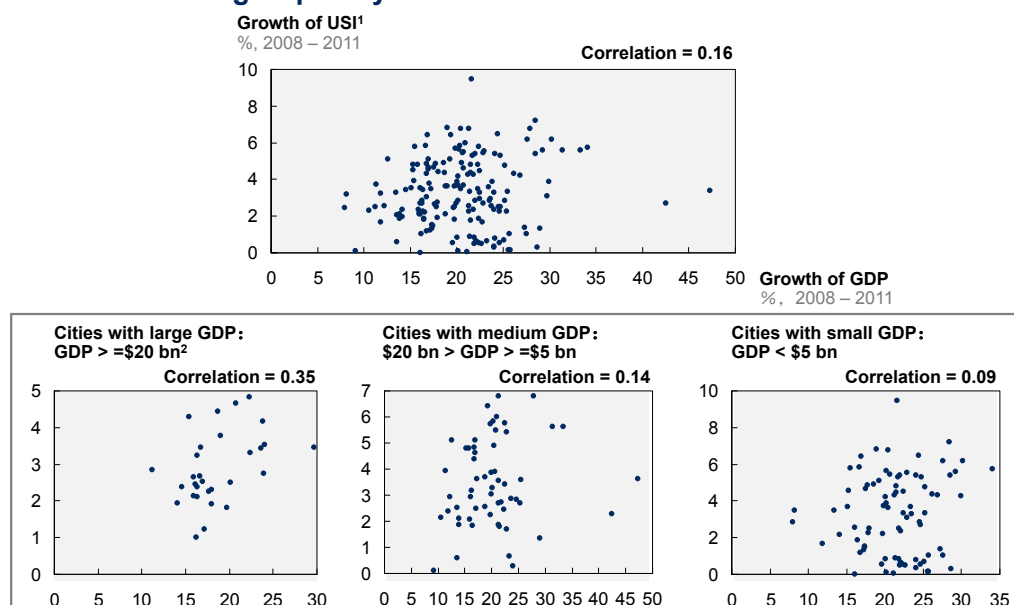 Growth of USI¹
%, 2008 – 2011
Correlation = 0.16
10
8
6
4
2
0
0 5 10 15 20 25 30 35 40 45 50
Growth of GDP
%, 2008 – 2011
Cities with large GDP:
GDP > =$20 bn²
Correlation = 0.35
5
4
3
2
1
0
0 5 10 15 20 25 30
Cities with medium GDP:
$20 bn > GDP > =$5 bn
Correlation = 0.14
7
6
5
4
3
2
1
0
0 5 10 15 20 25 30 35 40 45 50
Cities with small GDP:
GDP < $5 bn
Correlation = 0.09
10
8
6
4
2
0
0 5 10 15 20 25 30 35